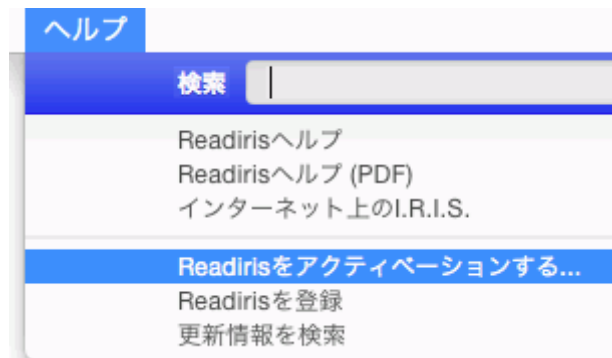 ヘルプ
検索
Readirisヘルプ
Readirisヘルプ (PDF)
インターネット上のI.R.I.S.
Readirisをアクティベーションする...
Readirisを登録
更新情報を検索